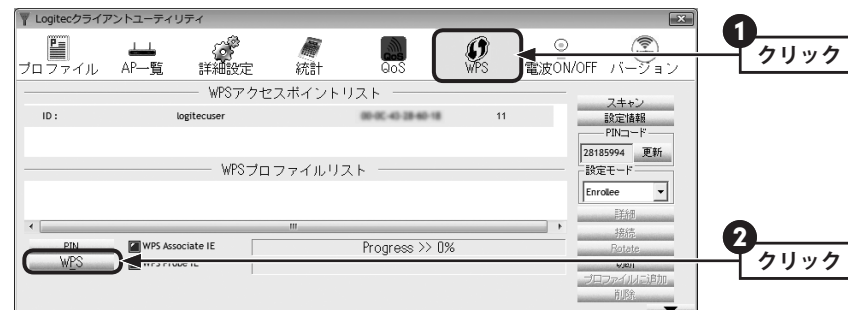 Logitecクライアントユーティリティ
プロファイル AP一覧 詳細設定 統計 QoS WPS 電波ON/OFF バージョン
1 クリック
WPSアクセスポイントリスト
ID : logitecuser 11
スキャン
設定情報
PINコード
28185994 更新
WPSプロファイルリスト
設定モード
Enrollee
詳細
接続
Rotate
切断
プロファイルに追加
削除
PIN WPS Associate IE Progress >> 0%
WPS WPS Probe IE
2 クリック